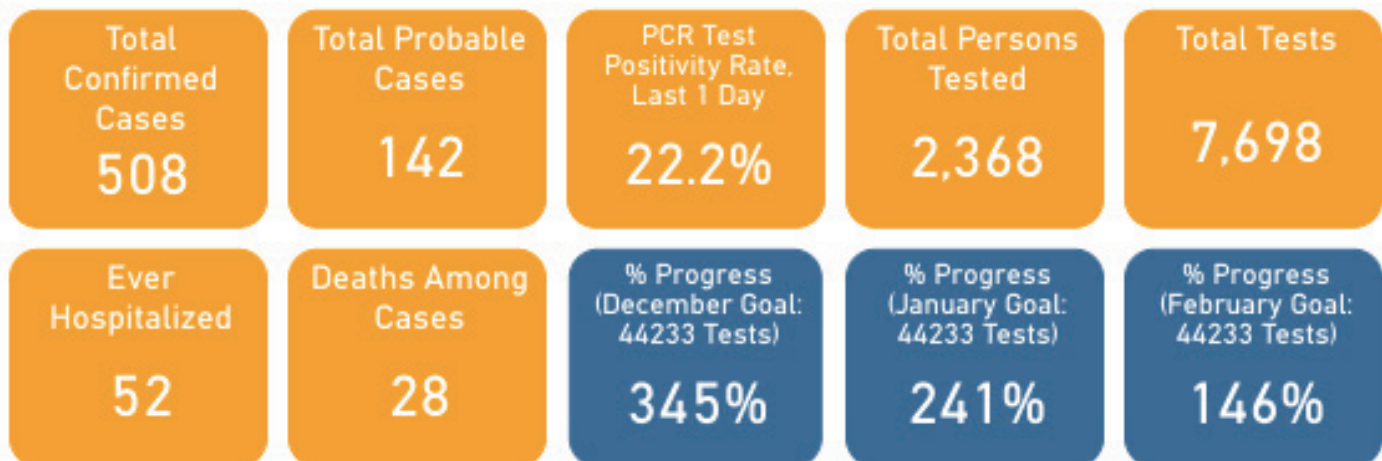 Total
Confirmed
Cases
508
Total Probable
Cases
142
PCR Test
Positivity Rate,
Last 1 Day
22.2%
Total Persons
Tested
2,368
Total Tests
7,698
Ever
Hospitalized
52
Deaths Among
Cases
28
% Progress
(December Goal:
44233 Tests)
345%
% Progress
(January Goal:
44233 Tests)
241%
% Progress
(February Goal:
44233 Tests)
146%